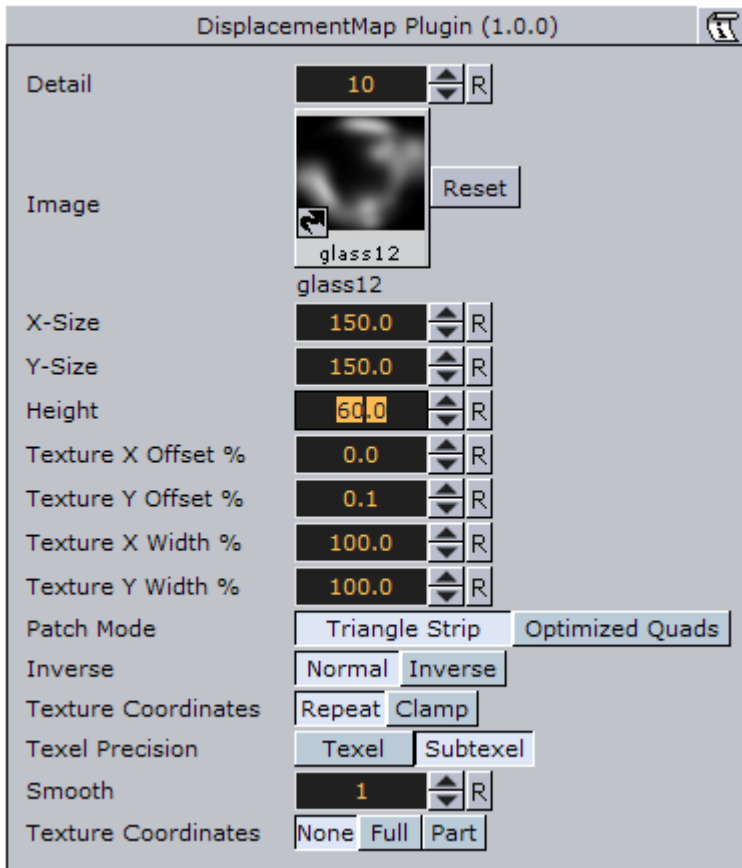 DisplacementMap Plugin (1.0.0)
Detail 10 R
Image Reset
glass12
glass12
X-Size 150.0 R
Y-Size 150.0 R
Height 60.0 R
Texture X Offset % 0.0 R
Texture Y Offset % 0.1 R
Texture X Width % 100.0 R
Texture Y Width % 100.0 R
Patch Mode Triangle Strip Optimized Quads
Inverse Normal Inverse
Texture Coordinates Repeat Clamp
Texel Precision Texel Subtexel
Smooth 1 R
Texture Coordinates None Full Part